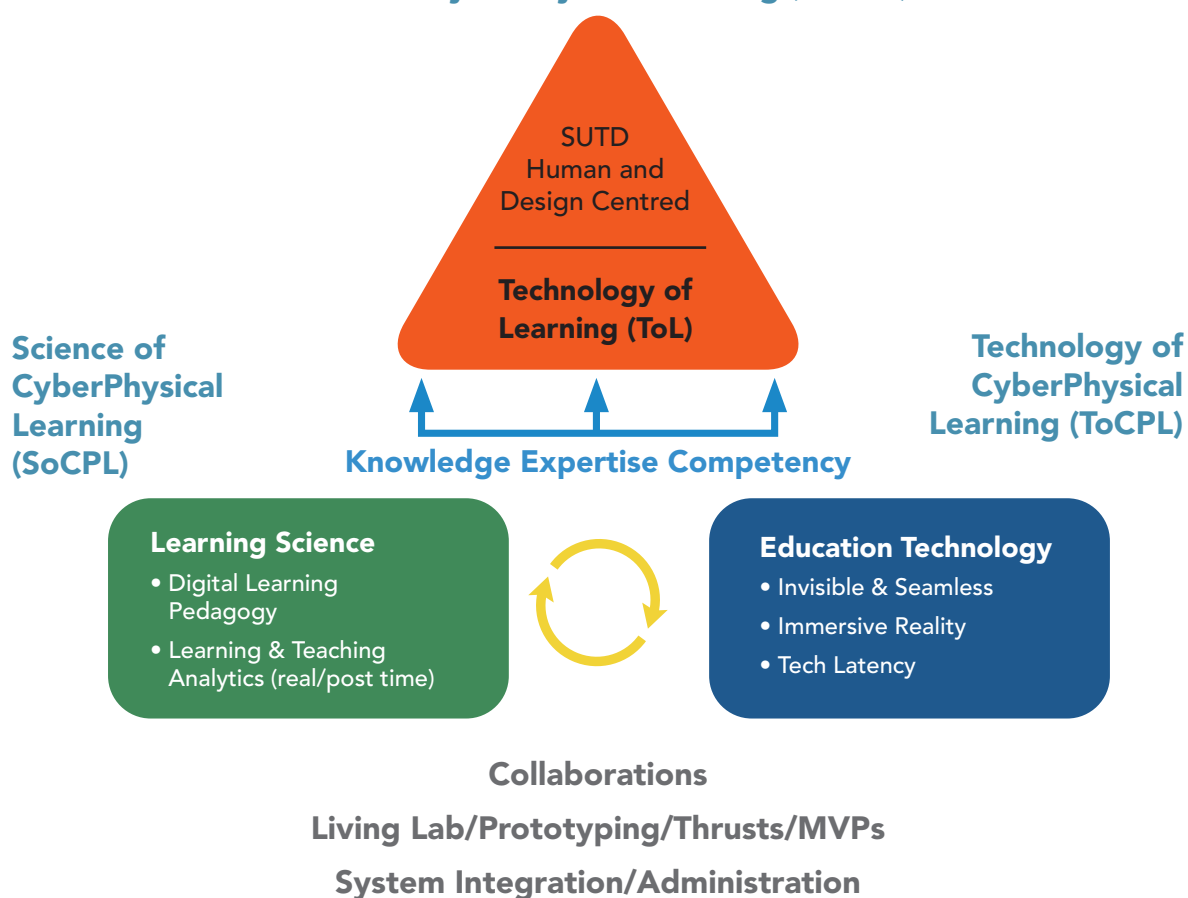 SUTD
Human and
Design Centred
Technology of
Learning (ToL)
Science of
CyberPhysical
Learning
(SoCPL)
Technology of
CyberPhysical
Learning (ToCPL)
Knowledge Expertise Competency
Learning Science
• Digital Learning
Pedagogy
• Learning & Teaching
Analytics (real/post time)
Education Technology
• Invisible & Seamless
• Immersive Reality
• Tech Latency
Collaborations
Living Lab/Prototyping/Thrusts/MVPs
System Integration/Administration